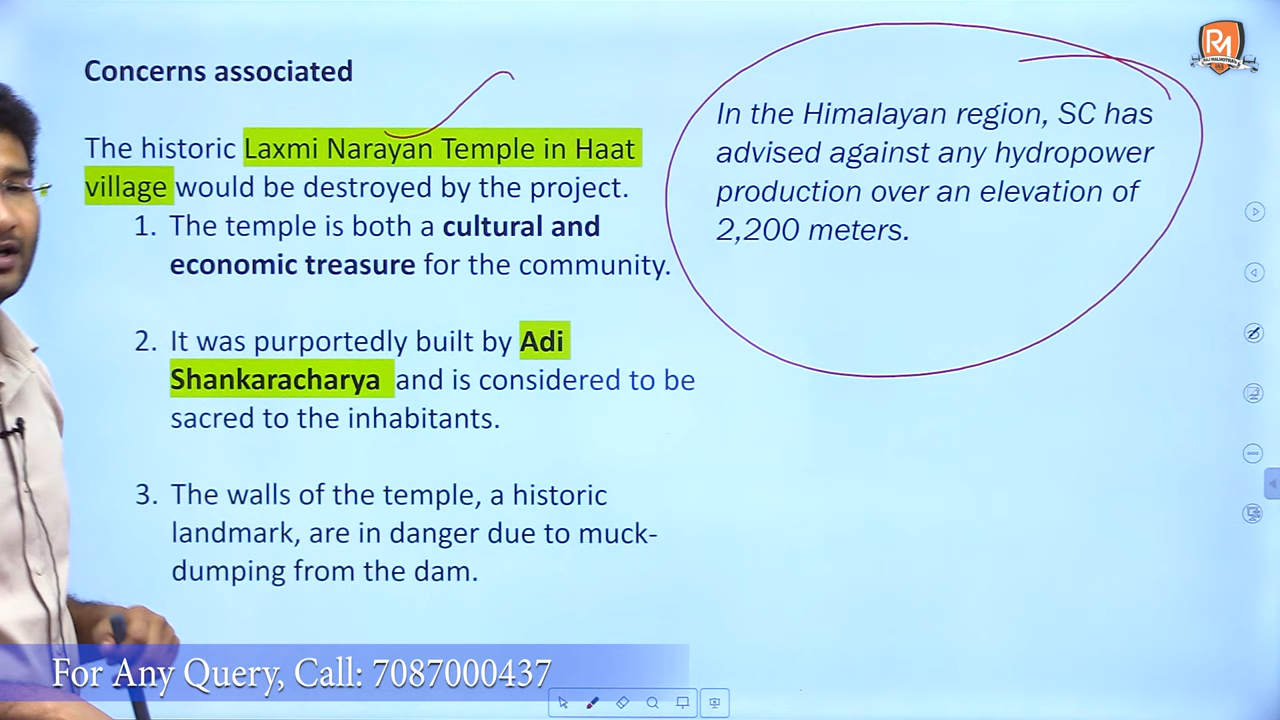 Concerns associated
The historic Laxmi Narayan Temple in Haat
village would be destroyed by the project.
1. The temple is both a cultural and
economic treasure for the community.
2. It was purportedly built by Adi
Shankaracharya and is considered to be
sacred to the inhabitants.
3. The walls of the temple, a historic
landmark, are in danger due to muck-
dumping from the dam.
In the Himalayan region, SC has
advised against any hydropower
production over an elevation of
2,200 meters.
RM
For Any Query, Call: 7087000437